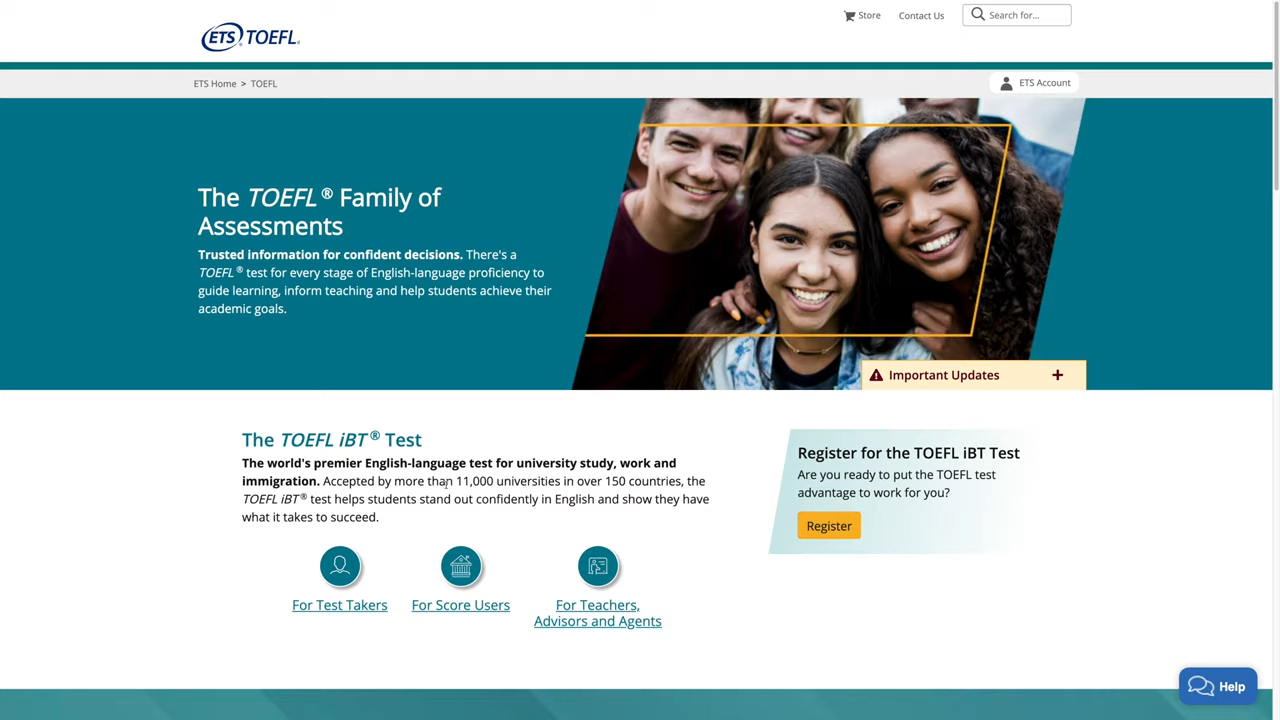 Store
Contact Us
Search for...
ETS® TOEFL®
ETS Home > TOEFL
ETS Account
The TOEFL® Family of
Assessments
Trusted information for confident decisions. There's a
TOEFL® test for every stage of English-language proficiency to
guide learning, inform teaching and help students achieve their
academic goals.
Important Updates +
The TOEFL iBT® Test
The world's premier English-language test for university study, work and
immigration. Accepted by more than 11,000 universities in over 150 countries, the
TOEFL iBT® test helps students stand out confidently in English and show they have
what it takes to succeed.
For Test Takers
For Score Users
For Teachers,
Advisors and Agents
Register for the TOEFL iBT Test
Are you ready to put the TOEFL test
advantage to work for you?
Register
Help